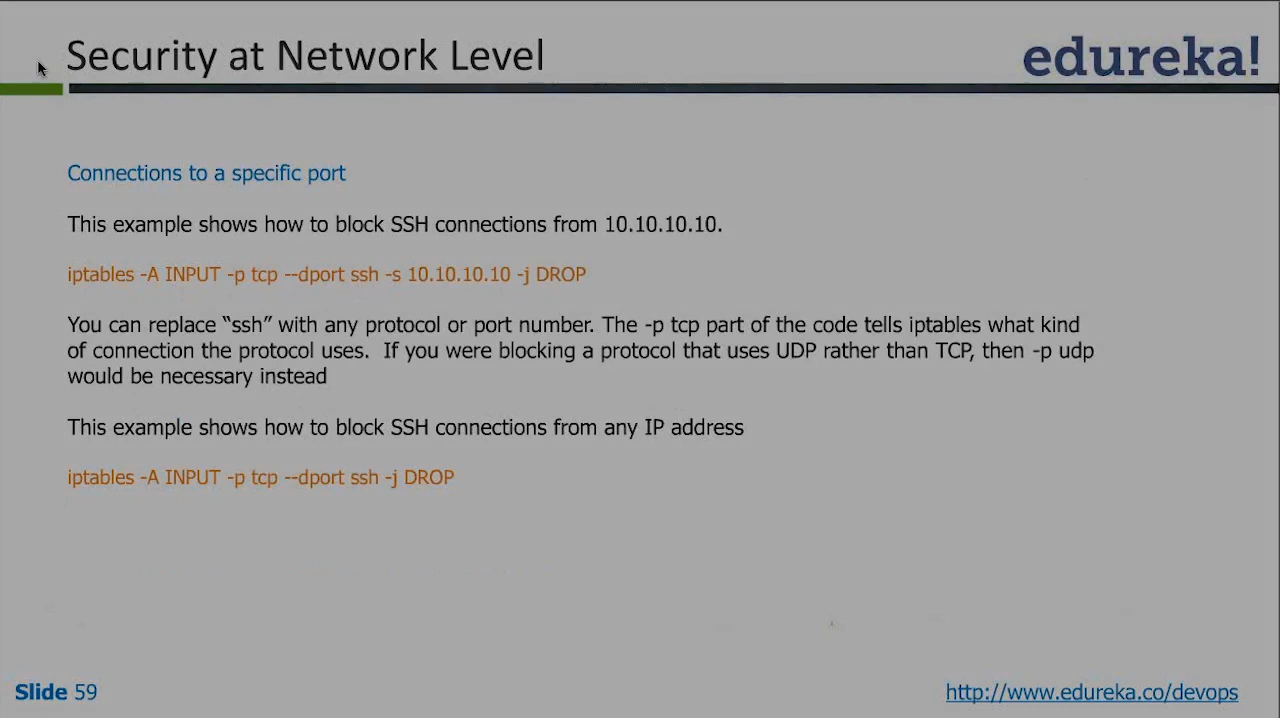 Security at Network Level
edureka!
Connections to a specific port
This example shows how to block SSH connections from 10.10.10.10.
iptables -A INPUT -p tcp --dport ssh -s 10.10.10.10 -j DROP
You can replace “ssh” with any protocol or port number. The -p tcp part of the code tells iptables what kind
of connection the protocol uses.  If you were blocking a protocol that uses UDP rather than TCP, then -p udp
would be necessary instead
This example shows how to block SSH connections from any IP address
iptables -A INPUT -p tcp --dport ssh -j DROP
Slide 59
http://www.edureka.co/devops